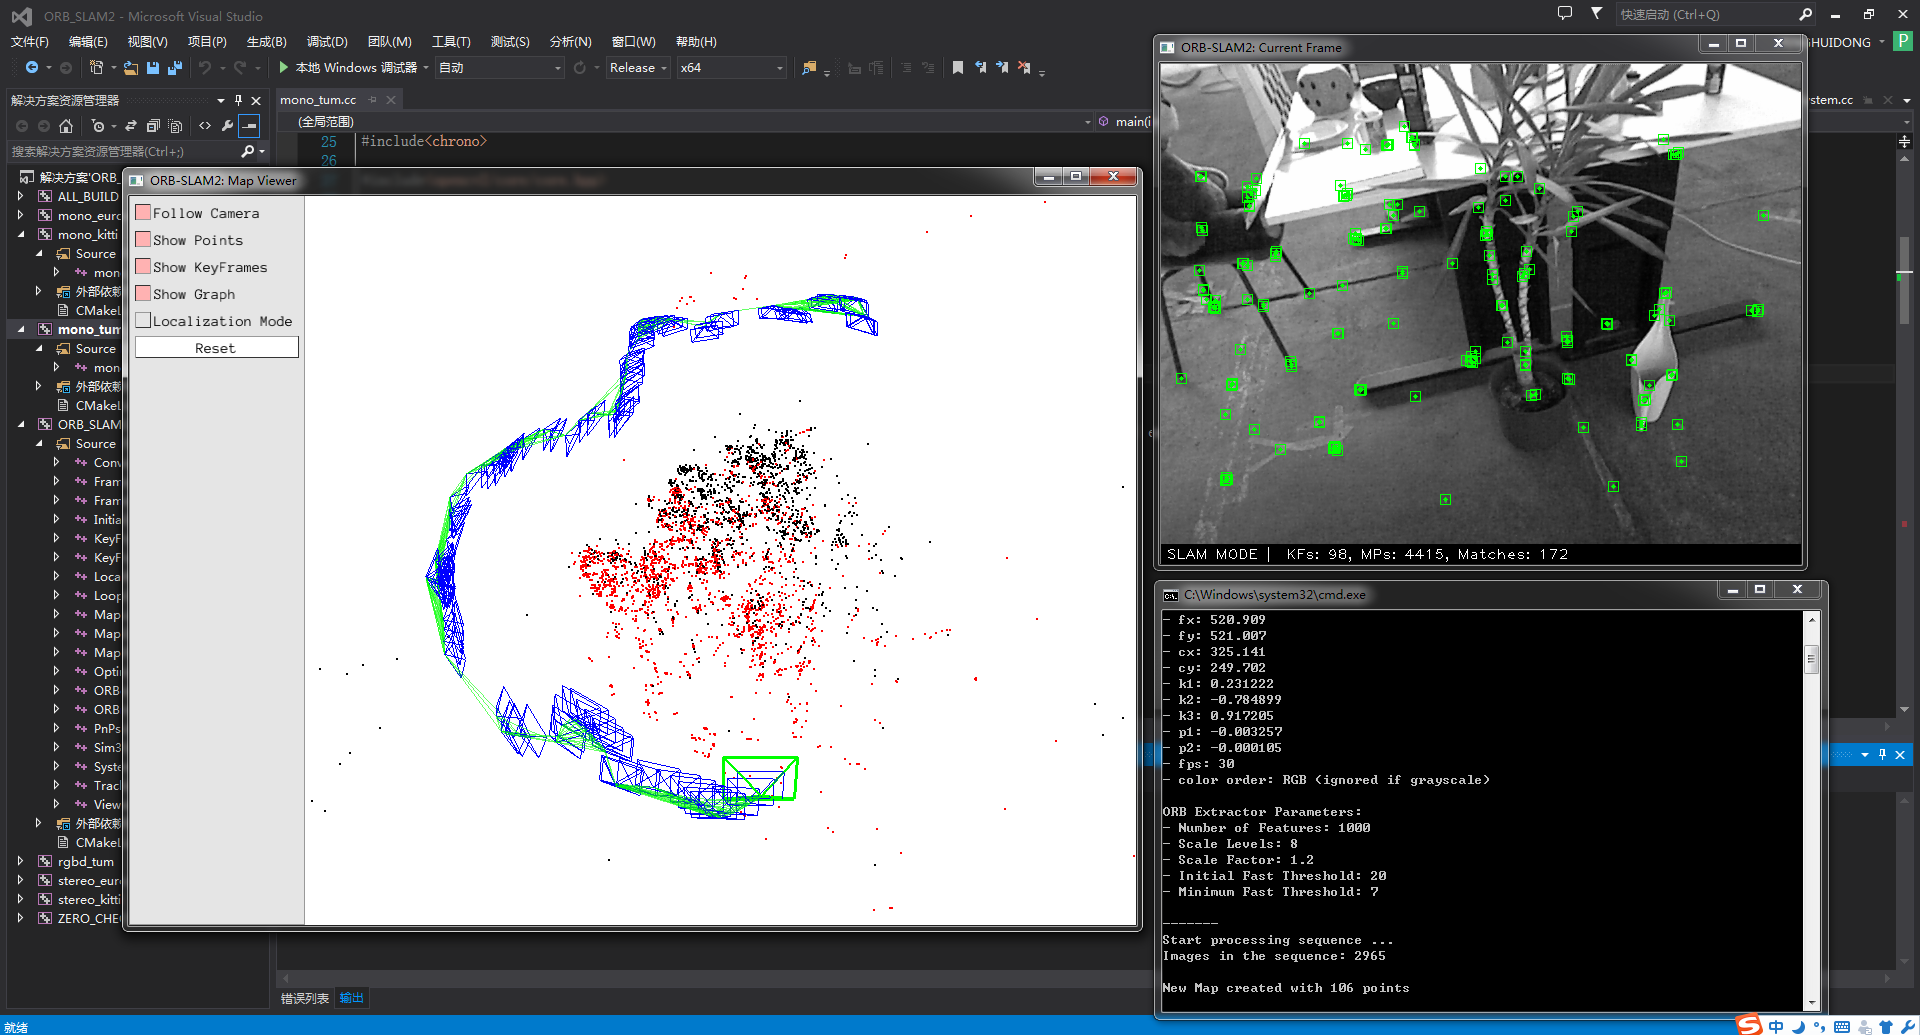 ORB_SLAM2 - Microsoft Visual Studio
快速启动 (Ctrl+Q)
文件(F) 编辑(E) 视图(V) 项目(P) 生成(B) 调试(D) 团队(M) 工具(T) 测试(S) 分析(N) 窗口(W) 帮助(H)
HUIDONG P
本地 Windows 调试器 自动 Release x64
解决方案资源管理器
搜索解决方案资源管理器(Ctrl+;)
解决方案'ORB_
ALL_BUILD
mono_euro
mono_kitti
Source
mon
外部依赖
CMakeL
mono_tum
Source
mon
外部依赖
CMakeL
ORB_SLAM
Source
Conv
Fram
Fram
Initia
KeyF
KeyF
Loca
Loop
Map
Map
Map
Opti
ORB
ORB
PnPs
Sim3
Syste
Track
View
外部依赖
CMakeL
rgbd_tum
stereo_euro
stereo_kitti
ZERO_CHE
mono_tum.cc
stem.cc
(全局范围)
main(i
25 #include<chrono>
26
ORB-SLAM2: Map Viewer
Follow Camera
Show Points
Show KeyFrames
Show Graph
Localization Mode
Reset
ORB-SLAM2: Current Frame
SLAM MODE | KFs: 98, MPs: 4415, Matches: 172
C:\Windows\system32\cmd.exe
- fx: 520.909
- fy: 521.007
- cx: 325.141
- cy: 249.702
- k1: 0.231222
- k2: -0.784899
- k3: 0.917205
- p1: -0.003257
- p2: -0.000105
- fps: 30
- color order: RGB (ignored if grayscale)
ORB Extractor Parameters:
- Number of Features: 1000
- Scale Levels: 8
- Scale Factor: 1.2
- Initial Fast Threshold: 20
- Minimum Fast Threshold: 7
-------
Start processing sequence ...
Images in the sequence: 2965
New Map created with 106 points
错误列表 输出
就绪
S 中